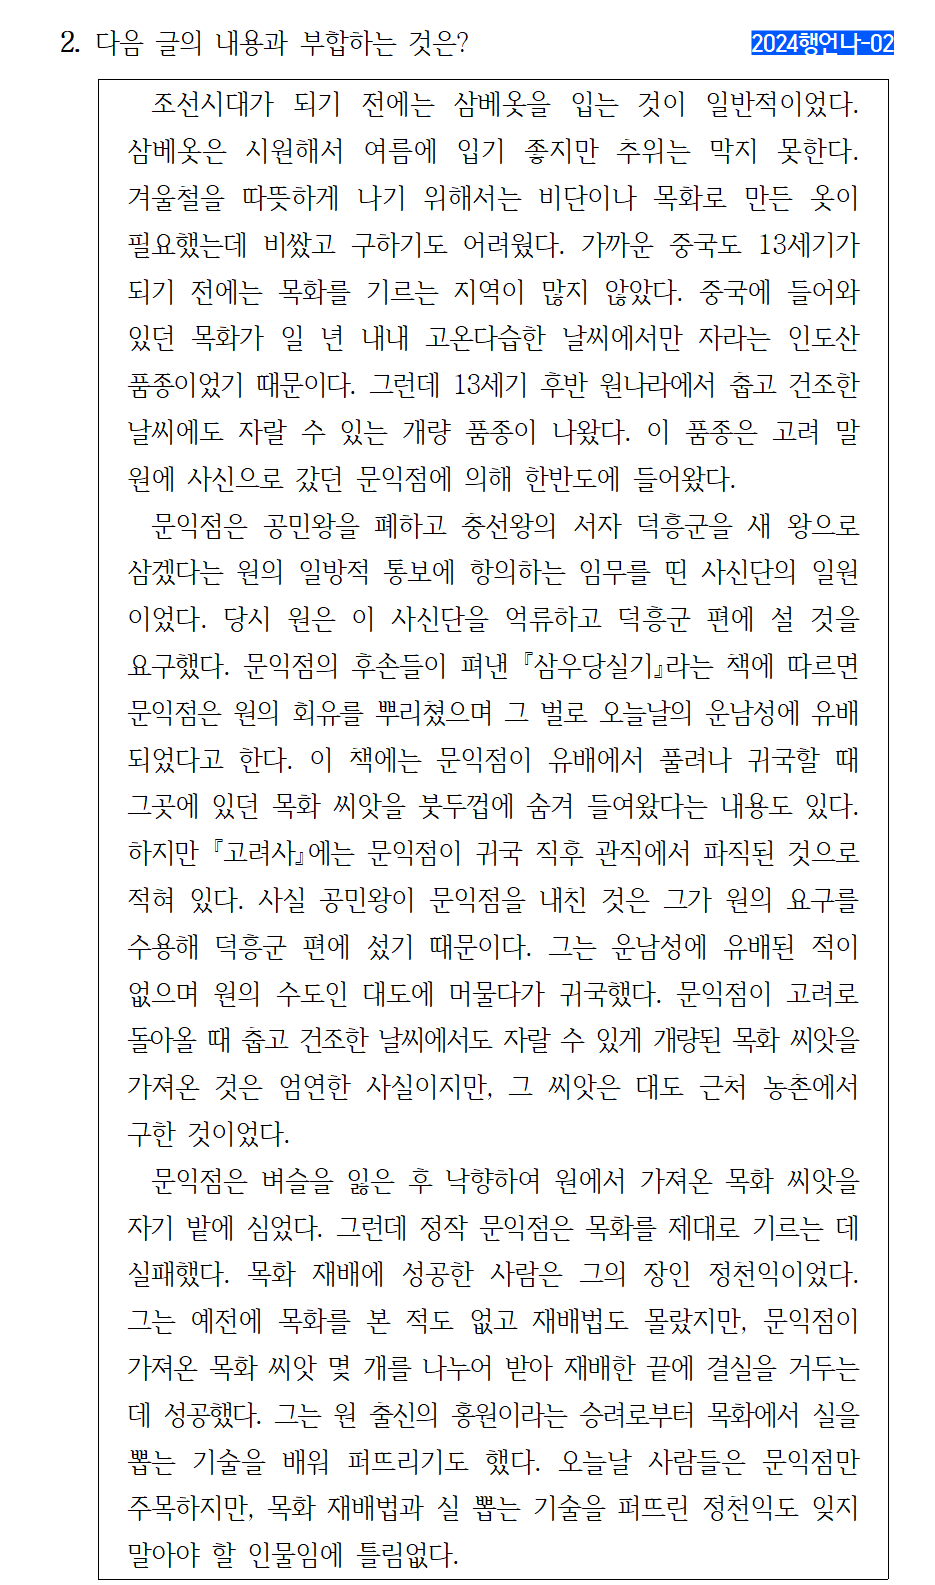 2. 다음 글의 내용과 부합하는 것은?
2024행언나-02
조선시대가 되기 전에는 삼베옷을 입는 것이 일반적이었다.
삼베옷은 시원해서 여름에 입기 좋지만 추위는 막지 못한다.
겨울철을 따뜻하게 나기 위해서는 비단이나 목화로 만든 옷이
필요했는데 비쌌고 구하기도 어려웠다. 가까운 중국도 13세기가
되기 전에는 목화를 기르는 지역이 많지 않았다. 중국에 들어와
있던 목화가 일 년 내내 고온다습한 날씨에서만 자라는 인도산
품종이었기 때문이다. 그런데 13세기 후반 원나라에서 춥고 건조한
날씨에도 자랄 수 있는 개량 품종이 나왔다. 이 품종은 고려 말
원에 사신으로 갔던 문익점에 의해 한반도에 들어왔다.
문익점은 공민왕을 폐하고 충선왕의 서자 덕흥군을 새 왕으로
삼겠다는 원의 일방적 통보에 항의하는 임무를 띤 사신단의 일원
이었다. 당시 원은 이 사신단을 억류하고 덕흥군 편에 설 것을
요구했다. 문익점의 후손들이 펴낸 『삼우당실기』라는 책에 따르면
문익점은 원의 회유를 뿌리쳤으며 그 벌로 오늘날의 운남성에 유배
되었다고 한다. 이 책에는 문익점이 유배에서 풀려나 귀국할 때
그곳에 있던 목화 씨앗을 붓두껍에 숨겨 들여왔다는 내용도 있다.
하지만 『고려사』에는 문익점이 귀국 직후 관직에서 파직된 것으로
적혀 있다. 사실 공민왕이 문익점을 내친 것은 그가 원의 요구를
수용해 덕흥군 편에 섰기 때문이다. 그는 운남성에 유배된 적이
없으며 원의 수도인 대도에 머물다가 귀국했다. 문익점이 고려로
돌아올 때 춥고 건조한 날씨에서도 자랄 수 있게 개량된 목화 씨앗을
가져온 것은 엄연한 사실이지만, 그 씨앗은 대도 근처 농촌에서
구한 것이었다.
문익점은 벼슬을 잃은 후 낙향하여 원에서 가져온 목화 씨앗을
자기 밭에 심었다. 그런데 정작 문익점은 목화를 제대로 기르는 데
실패했다. 목화 재배에 성공한 사람은 그의 장인 정천익이었다.
그는 예전에 목화를 본 적도 없고 재배법도 몰랐지만, 문익점이
가져온 목화 씨앗 몇 개를 나누어 받아 재배한 끝에 결실을 거두는
데 성공했다. 그는 원 출신의 홍원이라는 승려로부터 목화에서 실을
뽑는 기술을 배워 퍼뜨리기도 했다. 오늘날 사람들은 문익점만
주목하지만, 목화 재배법과 실 뽑는 기술을 퍼뜨린 정천익도 잊지
말아야 할 인물임에 틀림없다.